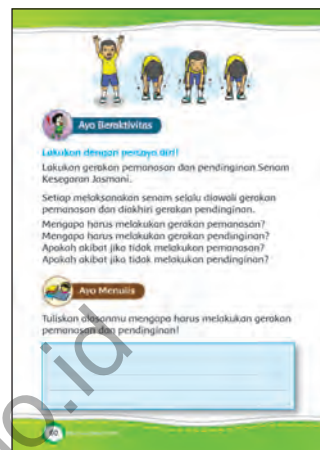 Ayo Beraktivitas
Lakukan dengan percaya diri!
Lakukan gerakan pemanasan dan pendinginan Senam
Kesegaran Jasmani.
Setiap melaksanakan senam selalu diawali gerakan
pemanasan dan diakhiri gerakan pendinginan.
Mengapa harus melakukan gerakan pemanasan?
Mengapa harus melakukan gerakan pendinginan?
Apakah akibat jika tidak melakukan pemanasan?
Apakah akibat jika tidak melakukan pendinginan?
Ayo Menulis
Tuliskan alasanmu mengapa harus melakukan gerakan
pemanasan dan pendinginan!
o.id
60